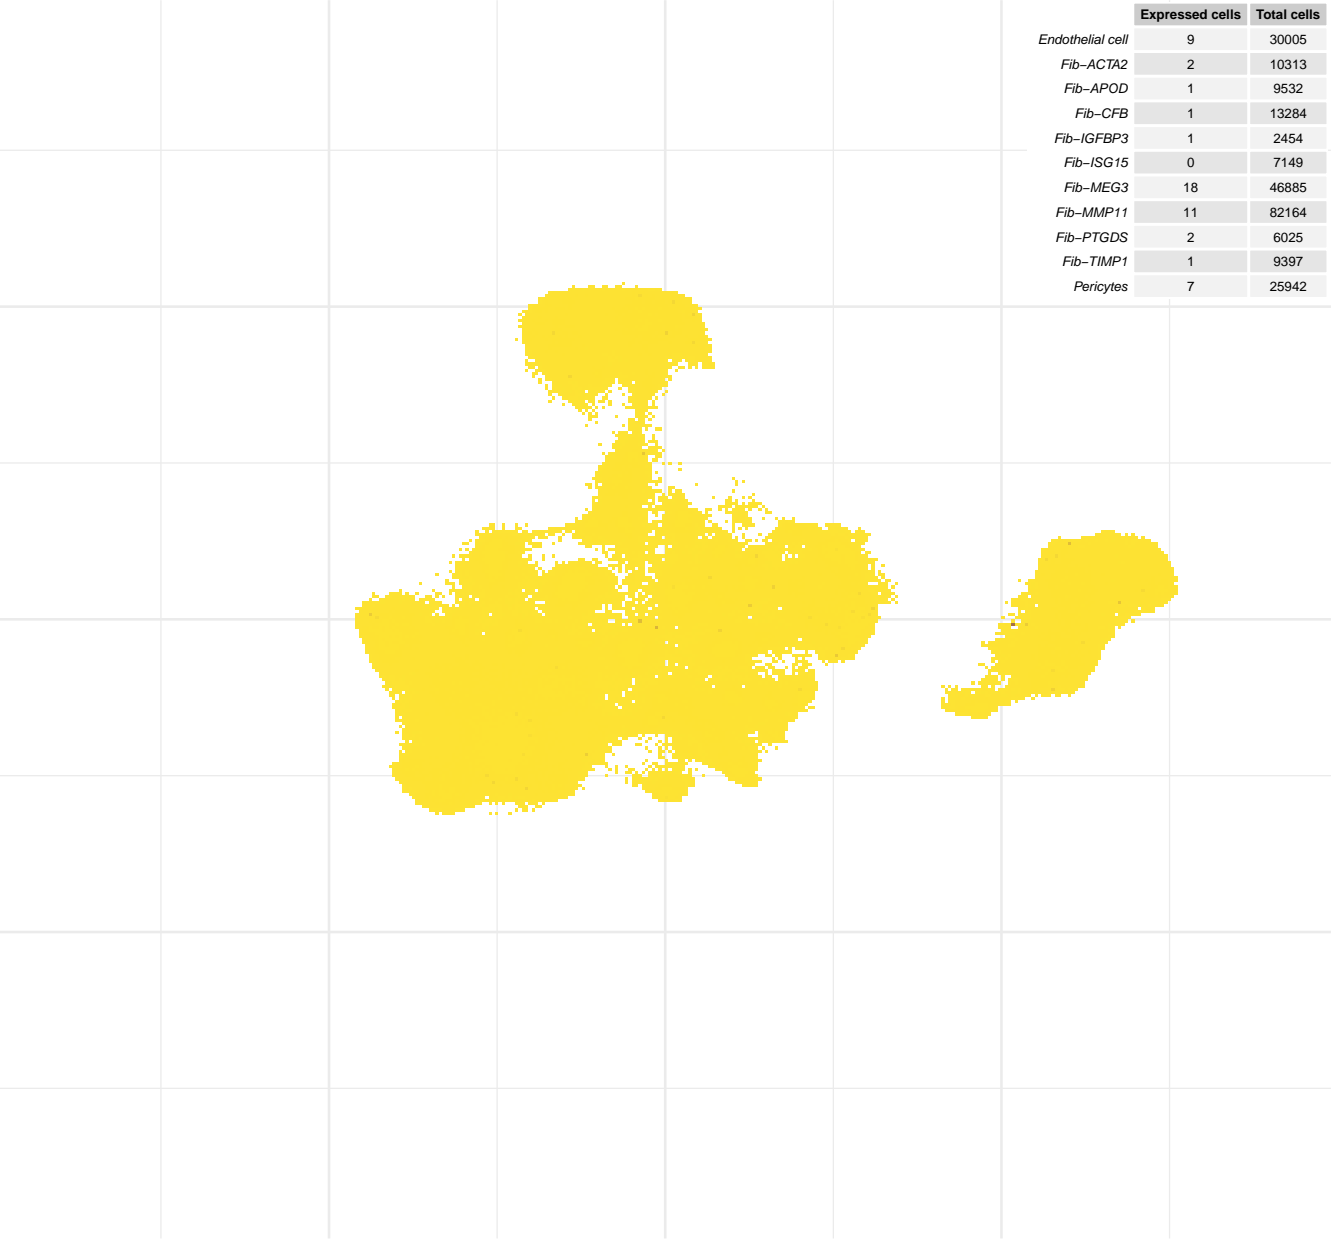 Expressed cells Total cells
Endothelial cell 9 30005
Fib−ACTA2 2 10313
Fib−APOD 1 9532
Fib−CFB 1 13284
Fib−IGFBP3 1 2454
Fib−ISG15 0 7149
Fib−MEG3 18 46885
Fib−MMP11 11 82164
Fib−PTGDS 2 6025
Fib−TIMP1 1 9397
Pericytes 7 25942